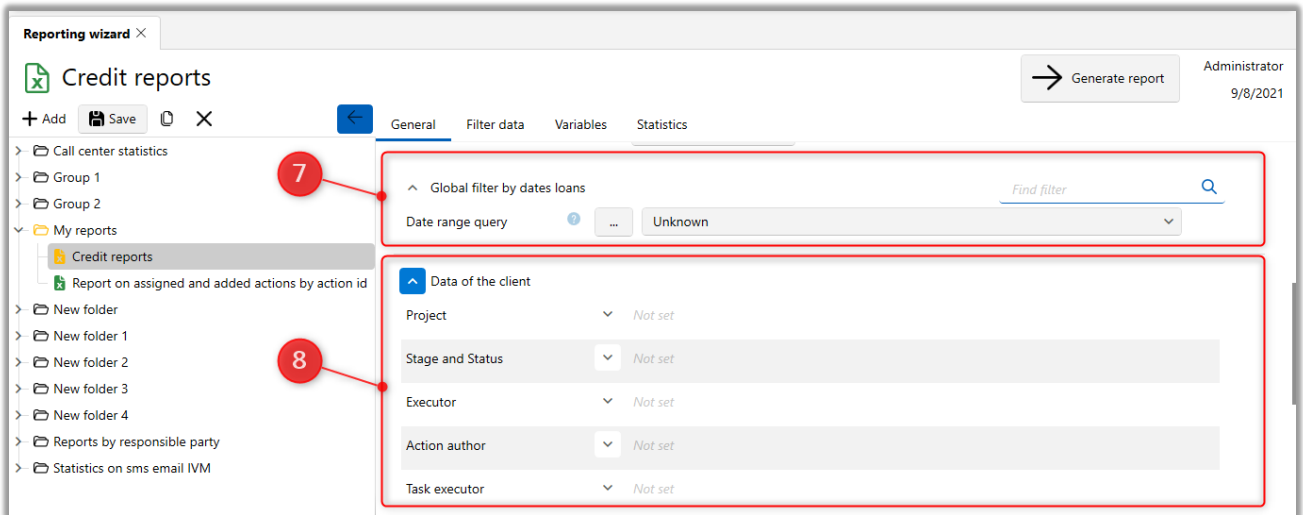 Reporting wizard
Credit reports
Generate report
Administrator
9/8/2021
Add Save
General Filter data Variables Statistics
Call center statistics
Group 1
Group 2
My reports
Credit reports
Report on assigned and added actions by action id
New folder
New folder 1
New folder 2
New folder 3
New folder 4
Reports by responsible party
Statistics on sms email IVM
7
Global filter by dates loans Find filter
Date range query ? ... Unknown
8
Data of the client
Project Not set
Stage and Status Not set
Executor Not set
Action author Not set
Task executor Not set